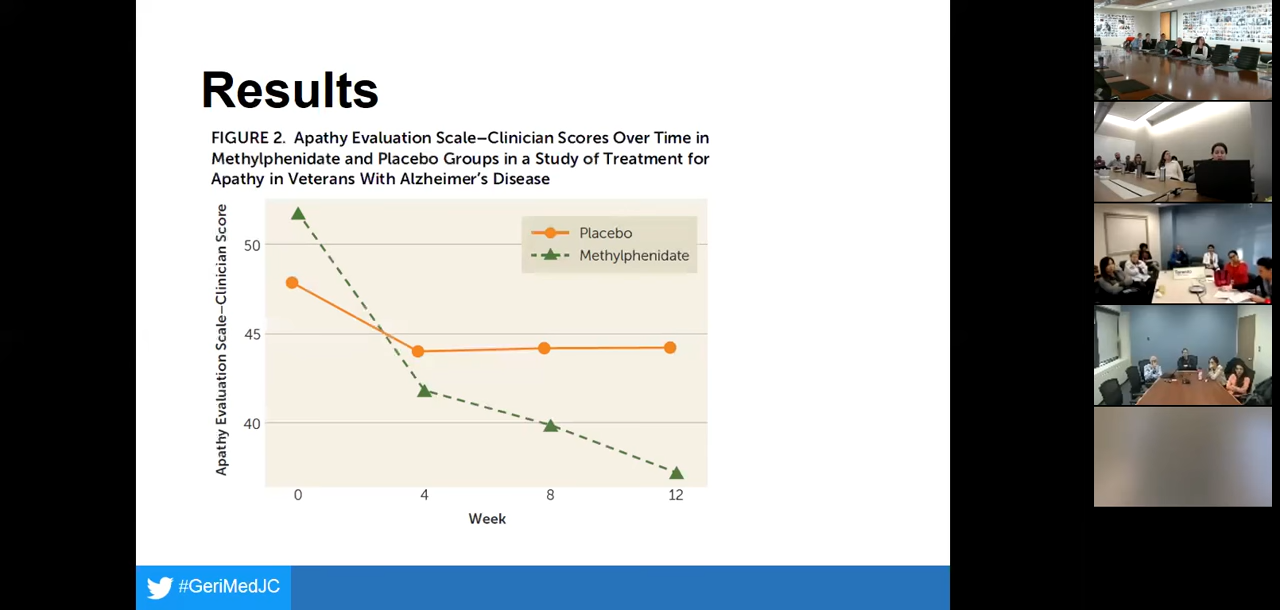 Results
FIGURE 2. Apathy Evaluation Scale–Clinician Scores Over Time in
Methylphenidate and Placebo Groups in a Study of Treatment for
Apathy in Veterans With Alzheimer's Disease
Apathy Evaluation Scale–Clinician Score
50
45
40
Placebo
Methylphenidate
0 4 8 12
Week
#GeriMedJC